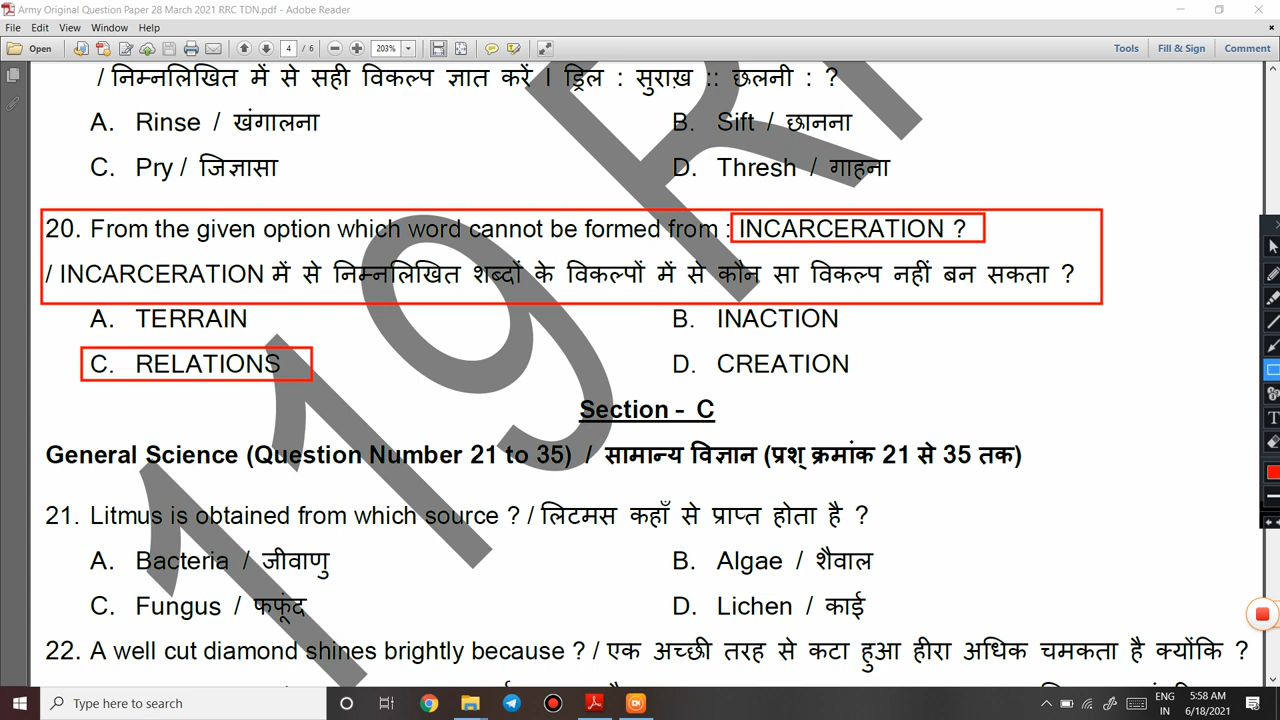 Army Original Question Paper 28 March 2021 RRC TDN.pdf - Adobe Reader
File Edit View Window Help
Open 4 / 6 203% Tools Fill & Sign Comment
/ निम्नलिखित में से सही विकल्प ज्ञात करें । ड्रिल : सुराख़ :: छलनी : ?
A. Rinse / खंगालना B. Sift / छानना
C. Pry / जिज्ञासा D. Thresh / गाहना
20. From the given option which word cannot be formed from : INCARCERATION ?
/ INCARCERATION में से निम्नलिखित शब्दों के विकल्पों में से कौन सा विकल्प नहीं बन सकता ?
A. TERRAIN B. INACTION
C. RELATIONS D. CREATION
Section - C
General Science (Question Number 21 to 35) / सामान्य विज्ञान (प्रश् क्रमांक 21 से 35 तक)
21. Litmus is obtained from which source ? / लिटमस कहाँ से प्राप्त होता है ?
A. Bacteria / जीवाणु B. Algae / शैवाल
C. Fungus / फफूंद D. Lichen / काई
22. A well cut diamond shines brightly because ? / एक अच्छी तरह से कटा हुआ हीरा अधिक चमकता है क्योंकि ?
119 R
Type here to search
ENG 5:58 AM
IN 6/18/2021